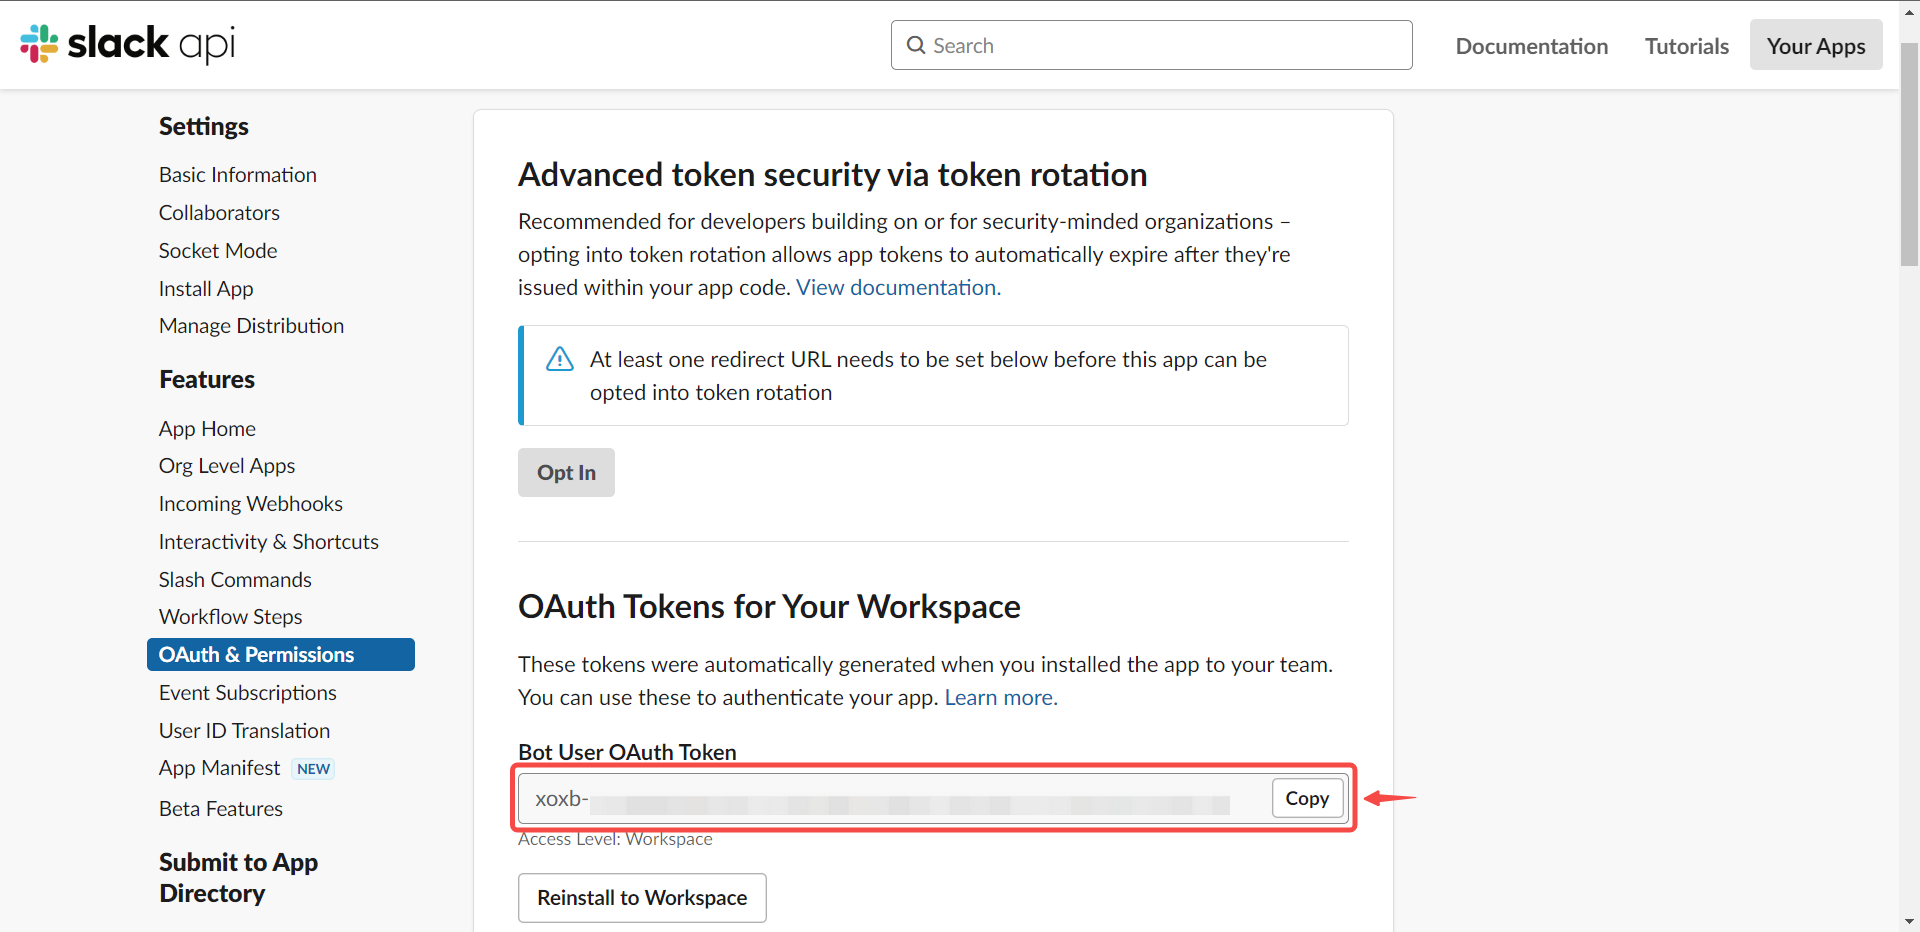 slack api
Search
Documentation
Tutorials
Your Apps
Settings
Basic Information
Collaborators
Socket Mode
Install App
Manage Distribution
Features
App Home
Org Level Apps
Incoming Webhooks
Interactivity & Shortcuts
Slash Commands
Workflow Steps
OAuth & Permissions
Event Subscriptions
User ID Translation
App Manifest NEW
Beta Features
Submit to App
Directory
Advanced token security via token rotation
Recommended for developers building on or for security-minded organizations –
opting into token rotation allows app tokens to automatically expire after they're
issued within your app code. View documentation.
At least one redirect URL needs to be set below before this app can be
opted into token rotation
Opt In
OAuth Tokens for Your Workspace
These tokens were automatically generated when you installed the app to your team.
You can use these to authenticate your app. Learn more.
Bot User OAuth Token
xoxb-
Copy
Access Level: Workspace
Reinstall to Workspace